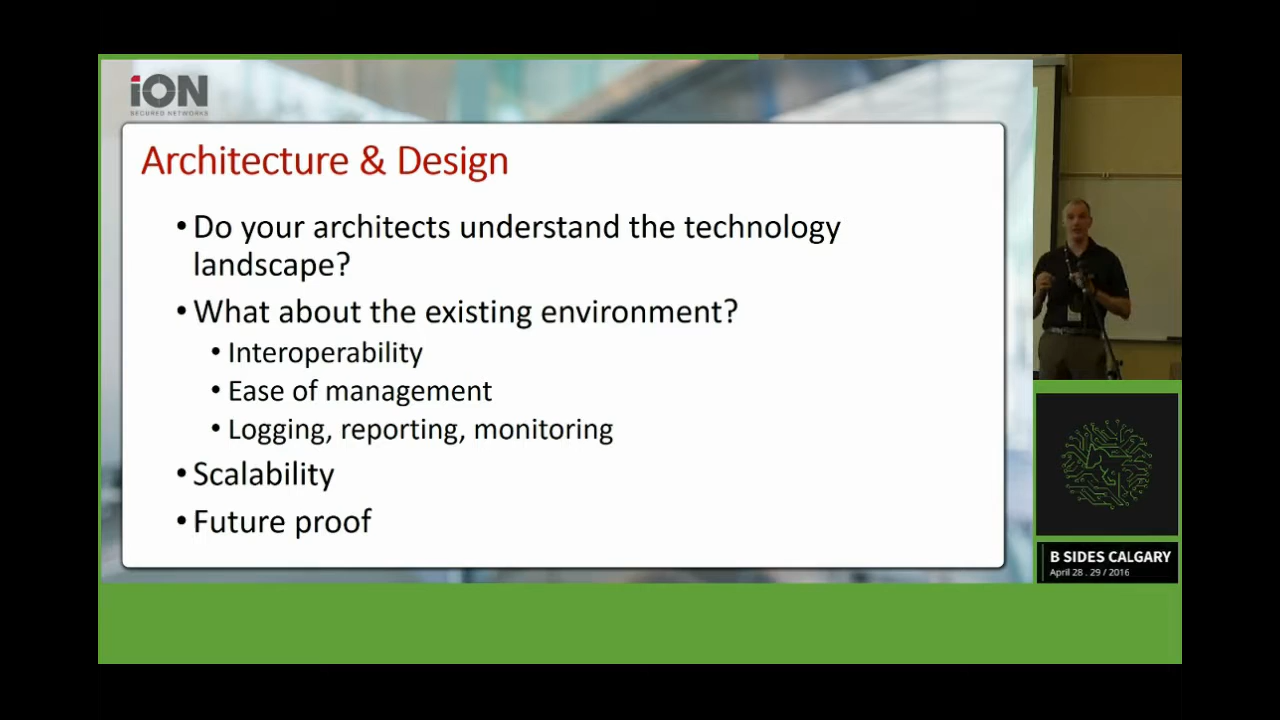 iON
SECURED NETWORKS
Architecture & Design
•Do your architects understand the technology
landscape?
•What about the existing environment?
• Interoperability
• Ease of management
• Logging, reporting, monitoring
•Scalability
•Future proof
B SIDES CALGARY
April 28 . 29 / 2016